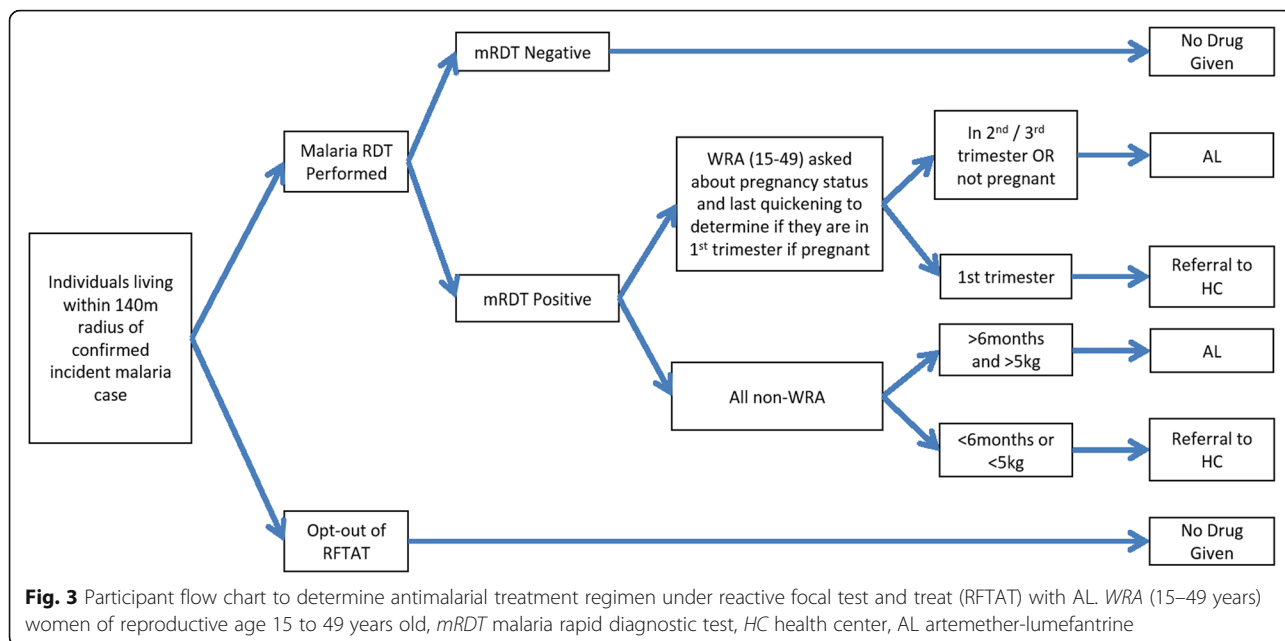 mRDT Negative
No Drug
Given
Malaria RDT
Performed
WRA (15-49) asked
about pregnancy status
and last quickening to
determine if they are in
1st trimester if pregnant
In 2nd / 3rd
trimester OR
not pregnant
AL
Individuals living
within 140m
radius of
confirmed
incident malaria
case
mRDT Positive
1st trimester
Referral to
HC
All non-WRA
>6months
and >5kg
AL
<6months or
<5kg
Referral to
HC
Opt-out of
RFTAT
No Drug
Given
Fig. 3 Participant flow chart to determine antimalarial treatment regimen under reactive focal test and treat (RFTAT) with AL. WRA (15–49 years)
women of reproductive age 15 to 49 years old, mRDT malaria rapid diagnostic test, HC health center, AL artemether-lumefantrine